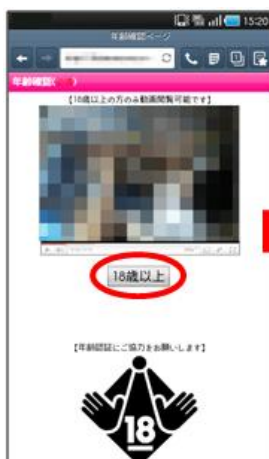 15:20
年齢確認ページ
年齢確認(
【18歳以上の方のみ動画閲覧可能です】
18歳以上
【年齢認証にご協力をお願いします】
18